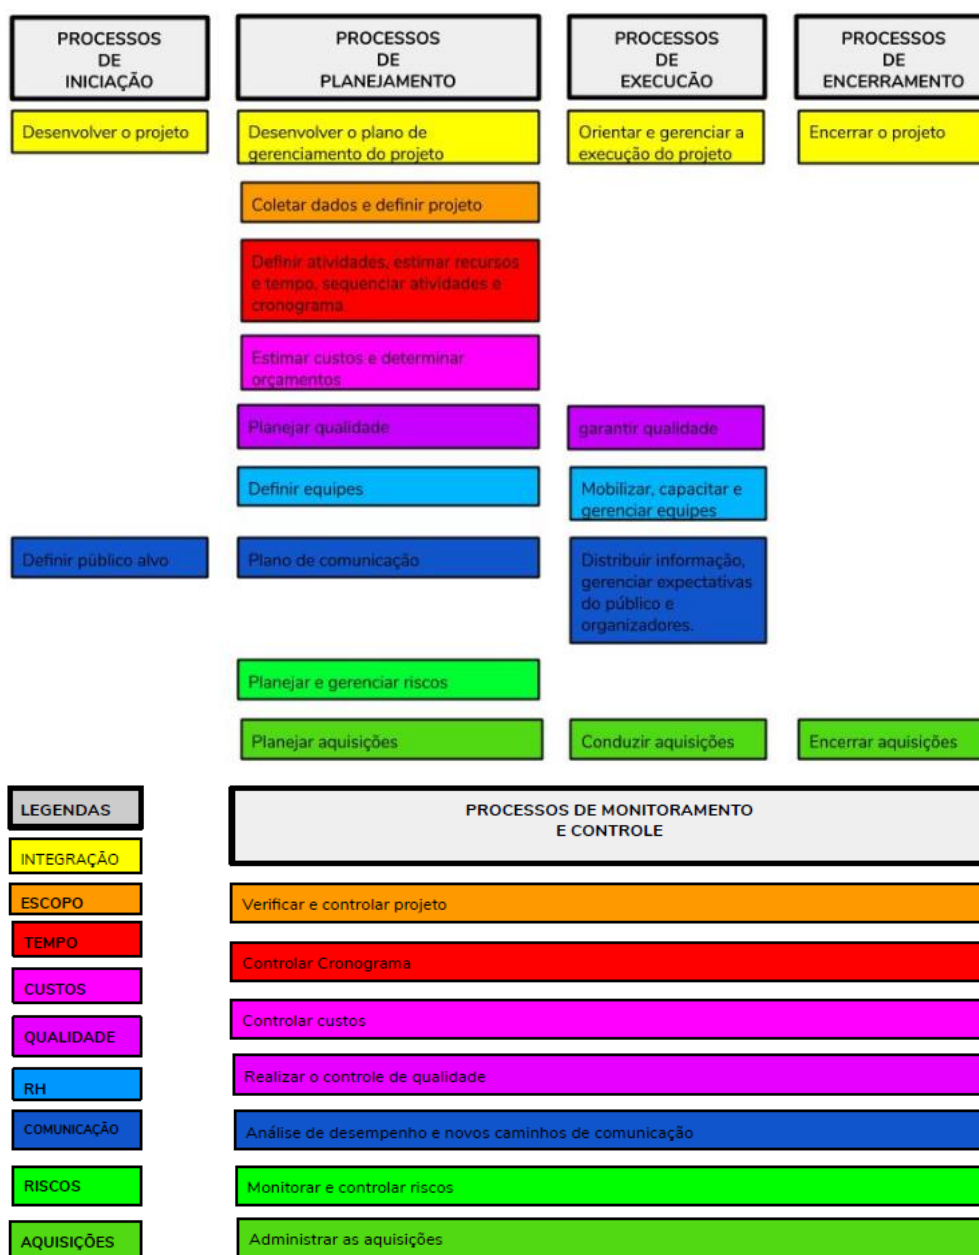 PROCESSOS
DE
INICIAÇÃO
PROCESSOS
DE
PLANEJAMENTO
PROCESSOS
DE
EXECUCÃO
PROCESSOS
DE
ENCERRAMENTO
Desenvolver o projeto
Desenvolver o plano de
gerenciamento do projeto
Orientar e gerenciar a
execução do projeto
Encerrar o projeto
Coletar dados e definir projeto
Definir atividades, estimar recursos
e tempo, sequenciar atividades e
cronograma.
Estimar custos e determinar
orçamentos
Planejar qualidade
garantir qualidade
Definir equipes
Mobilizar, capacitar e
gerenciar equipes
Definir público alvo
Plano de comunicação
Distribuir informação,
gerenciar expectativas
do público e
organizadores.
Planejar e gerenciar riscos
Planejar aquisições
Conduzir aquisições
Encerrar aquisições
LEGENDAS
INTEGRAÇÃO
ESCOPO
TEMPO
CUSTOS
QUALIDADE
RH
COMUNICAÇÃO
RISCOS
AQUISIÇÕES
PROCESSOS DE MONITORAMENTO
E CONTROLE
Verificar e controlar projeto
Controlar Cronograma
Controlar custos
Realizar o controle de qualidade
Análise de desempenho e novos caminhos de comunicação
Monitorar e controlar riscos
Administrar as aquisições